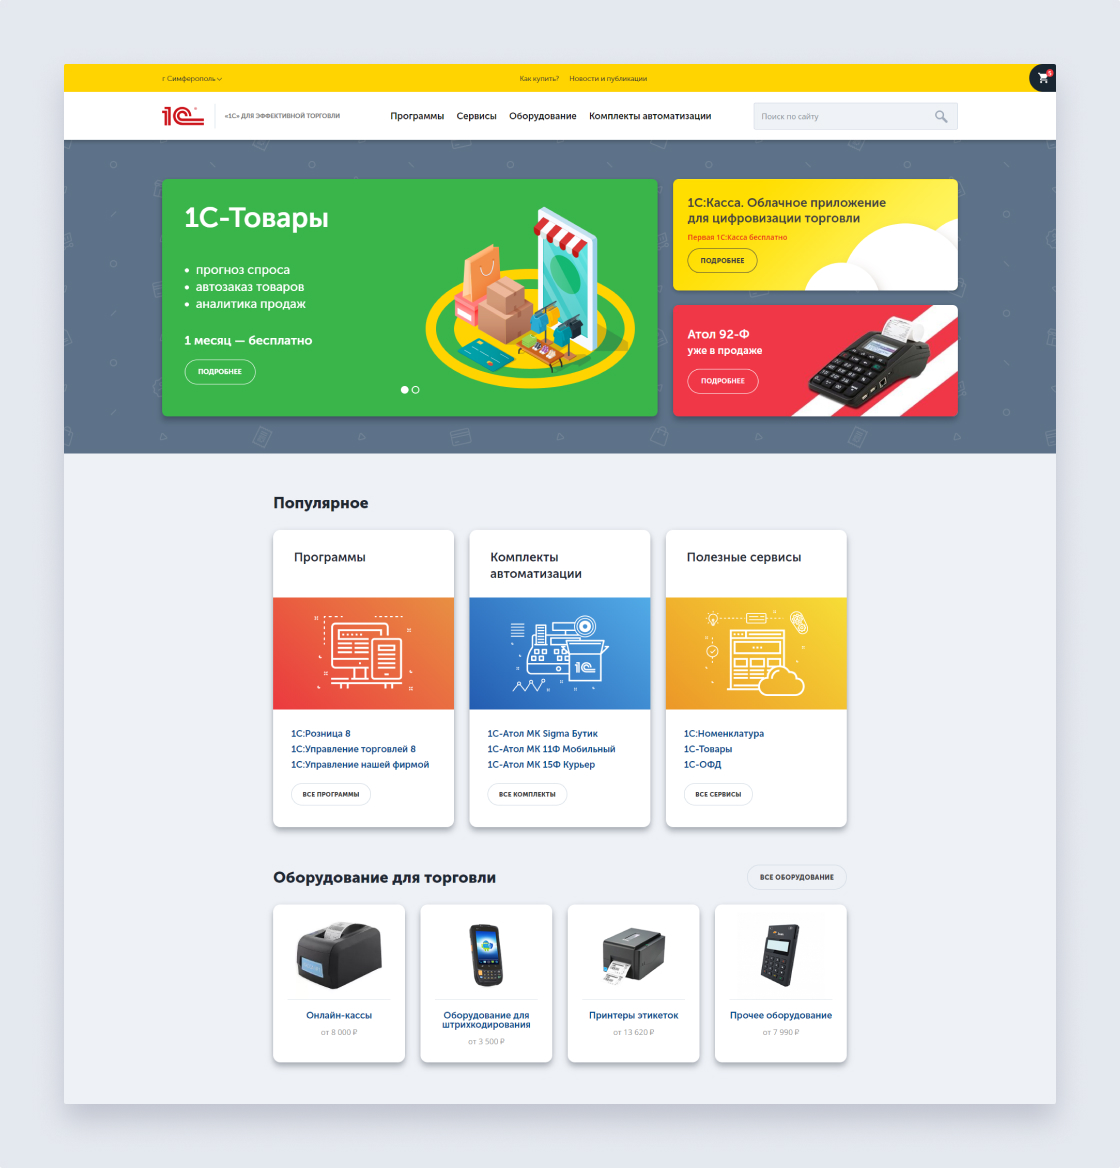 г Симферополь
Как купить?
Новости и публикации
1С
«1С» ДЛЯ ЭФФЕКТИВНОЙ ТОРГОВЛИ
Программы
Сервисы
Оборудование
Комплекты автоматизации
Поиск по сайту
1С-Товары
• прогноз спроса
• автозаказ товаров
• аналитика продаж
1 месяц — бесплатно
ПОДРОБНЕЕ
1С:Касса. Облачное приложение
для цифровизации торговли
Первая 1С:Касса бесплатно
ПОДРОБНЕЕ
Атол 92-Ф
уже в продаже
ПОДРОБНЕЕ
Популярное
Программы
1С:Розница 8
1С:Управление торговлей 8
1С:Управление нашей фирмой
ВСЕ ПРОГРАММЫ
Комплекты
автоматизации
1С
1С-Атол МК Sigma Бутик
1С-Атол МК 11Ф Мобильный
1С-Атол МК 15Ф Курьер
ВСЕ КОМПЛЕКТЫ
Полезные сервисы
1С:Номенклатура
1С-Товары
1С-ОФД
ВСЕ СЕРВИСЫ
Оборудование для торговли
ВСЕ ОБОРУДОВАНИЕ
Онлайн-кассы
от 8 000 ₽
Оборудование для
штрихкодирования
от 3 500 ₽
Принтеры этикеток
от 13 620 ₽
Прочее оборудование
от 7 990 ₽